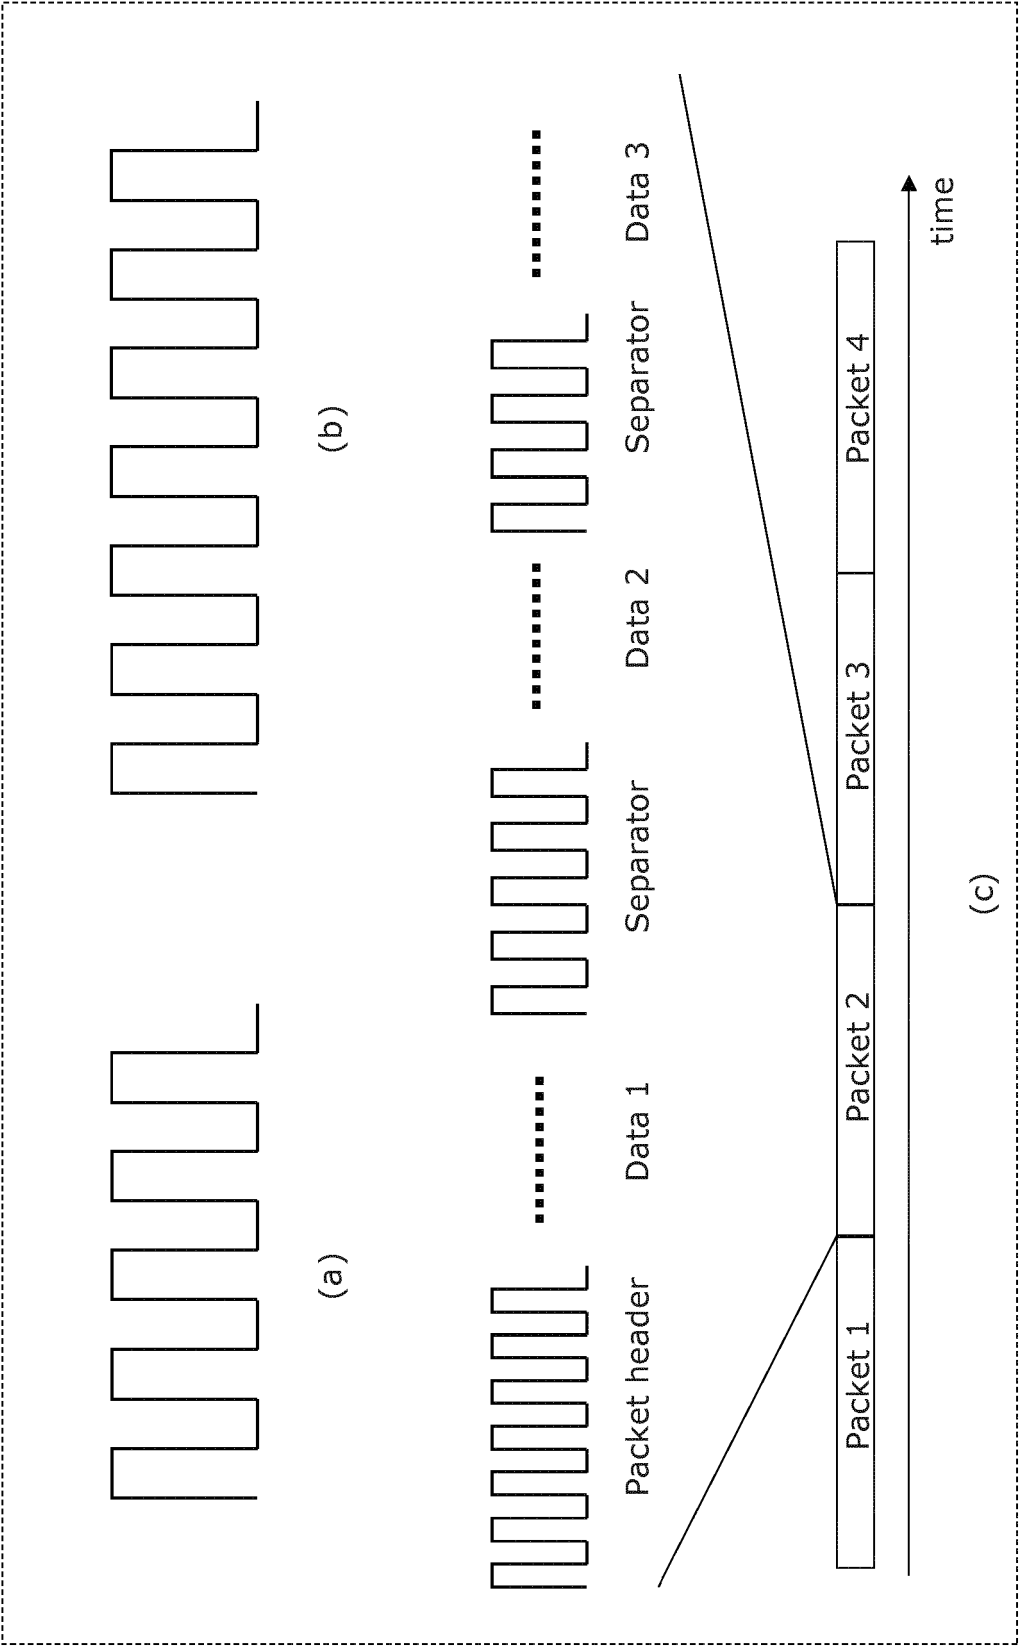 (a)
(b)
Packet header
Data 1
Separator
Data 2
Separator
Data 3
Packet 1
Packet 2
Packet 3
Packet 4
time
(c)